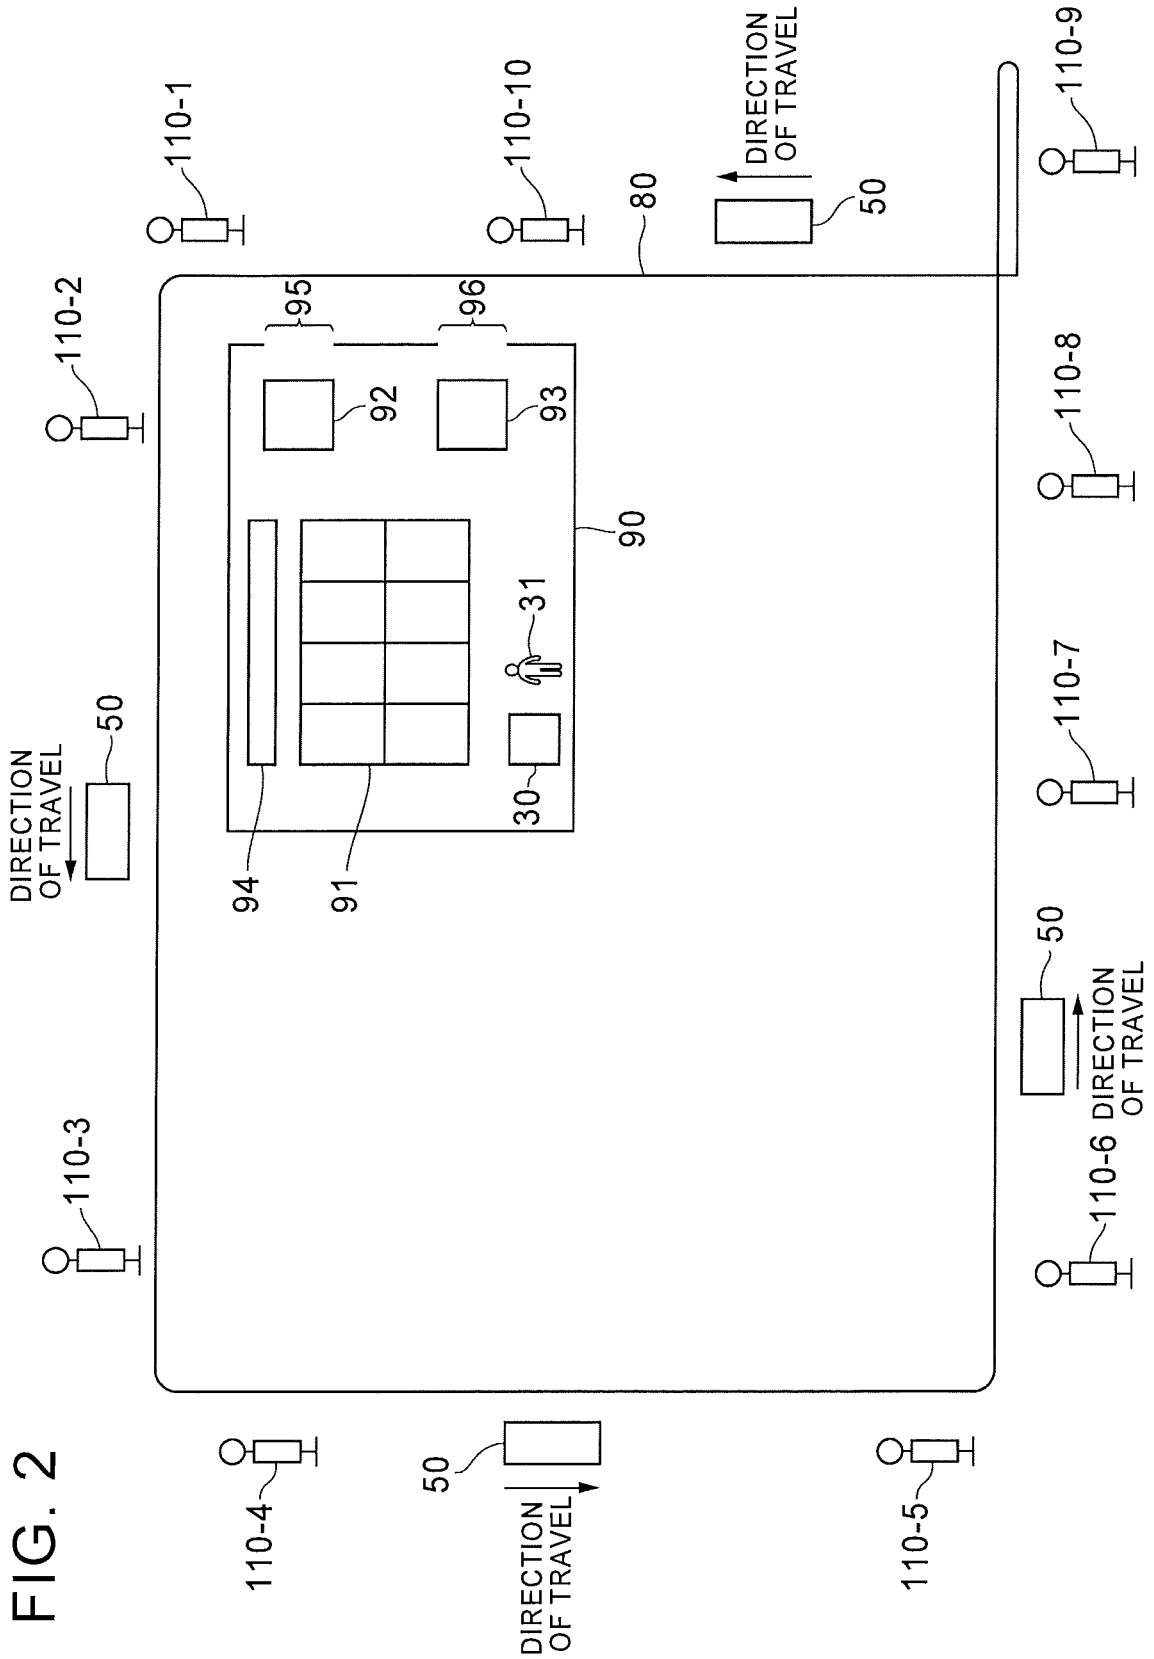 FIG. 2
110-4
50
DIRECTION
OF TRAVEL
110-5
110-3
DIRECTION
OF TRAVEL
50
94
91
30
31
90
92
93
95
96
110-2
110-1
110-10
80
50
DIRECTION
OF TRAVEL
110-6
DIRECTION
OF TRAVEL
50
110-7
110-8
110-9